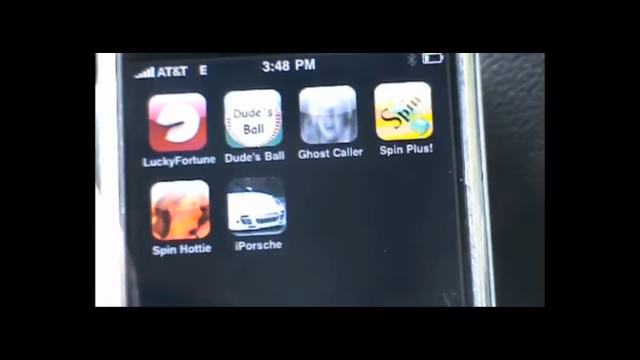 AT&T E 3:48 PM
Dude's Ball Spin
LuckyFortune Dude's Ball Ghost Caller Spin Plus!
Spin Hottie iPorsche